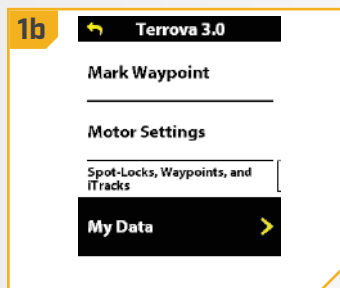 1b
Terrova 3.0
Mark Waypoint
Motor Settings
Spot-Locks, Waypoints, and
iTracks
My Data